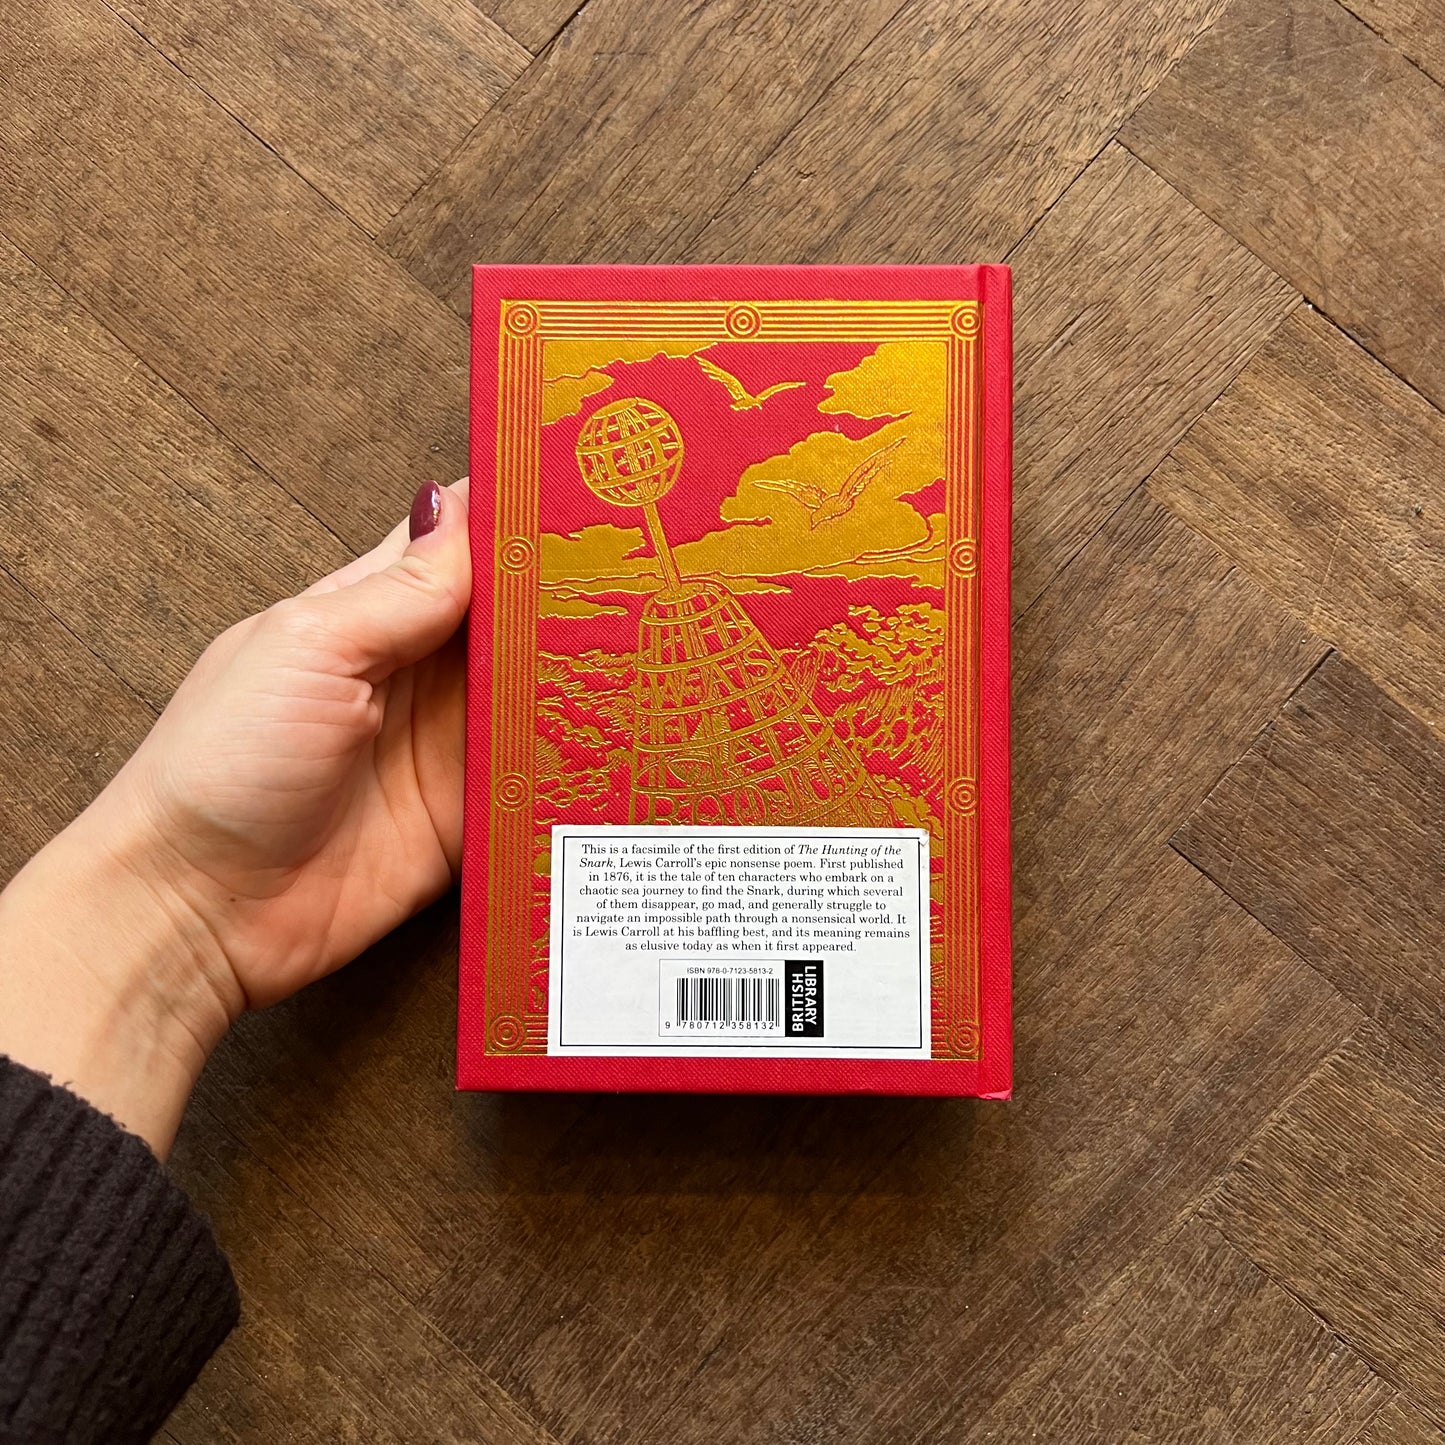 IT
WAS
A
BOOJUM
This is a facsimile of the first edition of The Hunting of the
Snark, Lewis Carroll's epic nonsense poem. First published
in 1876, it is the tale of ten characters who embark on a
chaotic sea journey to find the Snark, during which several
of them disappear, go mad, and generally struggle to
navigate an impossible path through a nonsensical world. It
is Lewis Carroll at his baffling best, and its meaning remains
as elusive today as when it first appeared.
ISBN 978-0-7123-5813-2
9 780712 358132
BRITISH
LIBRARY